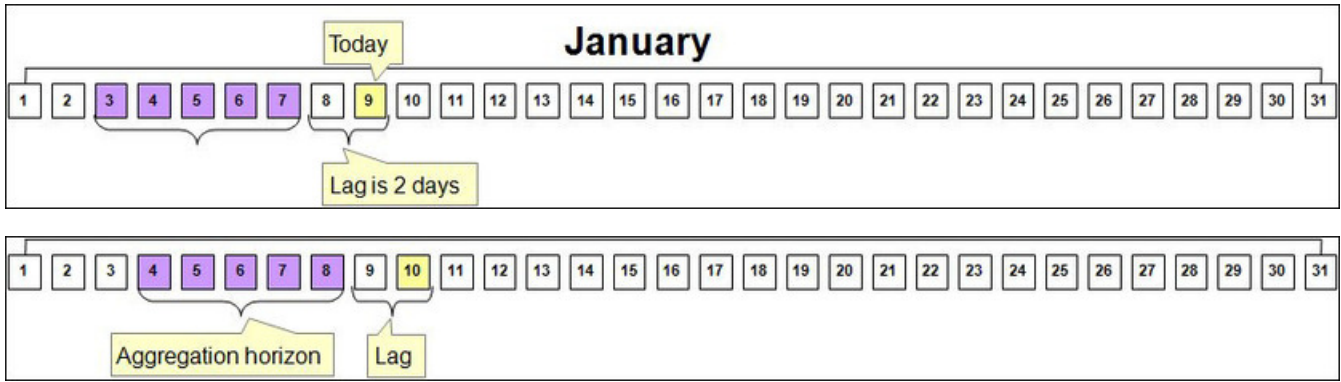 January
Today
1 2 3 4 5 6 7 8 9 10 11 12 13 14 15 16 17 18 19 20 21 22 23 24 25 26 27 28 29 30 31
Lag is 2 days
1 2 3 4 5 6 7 8 9 10 11 12 13 14 15 16 17 18 19 20 21 22 23 24 25 26 27 28 29 30 31
Aggregation horizon
Lag